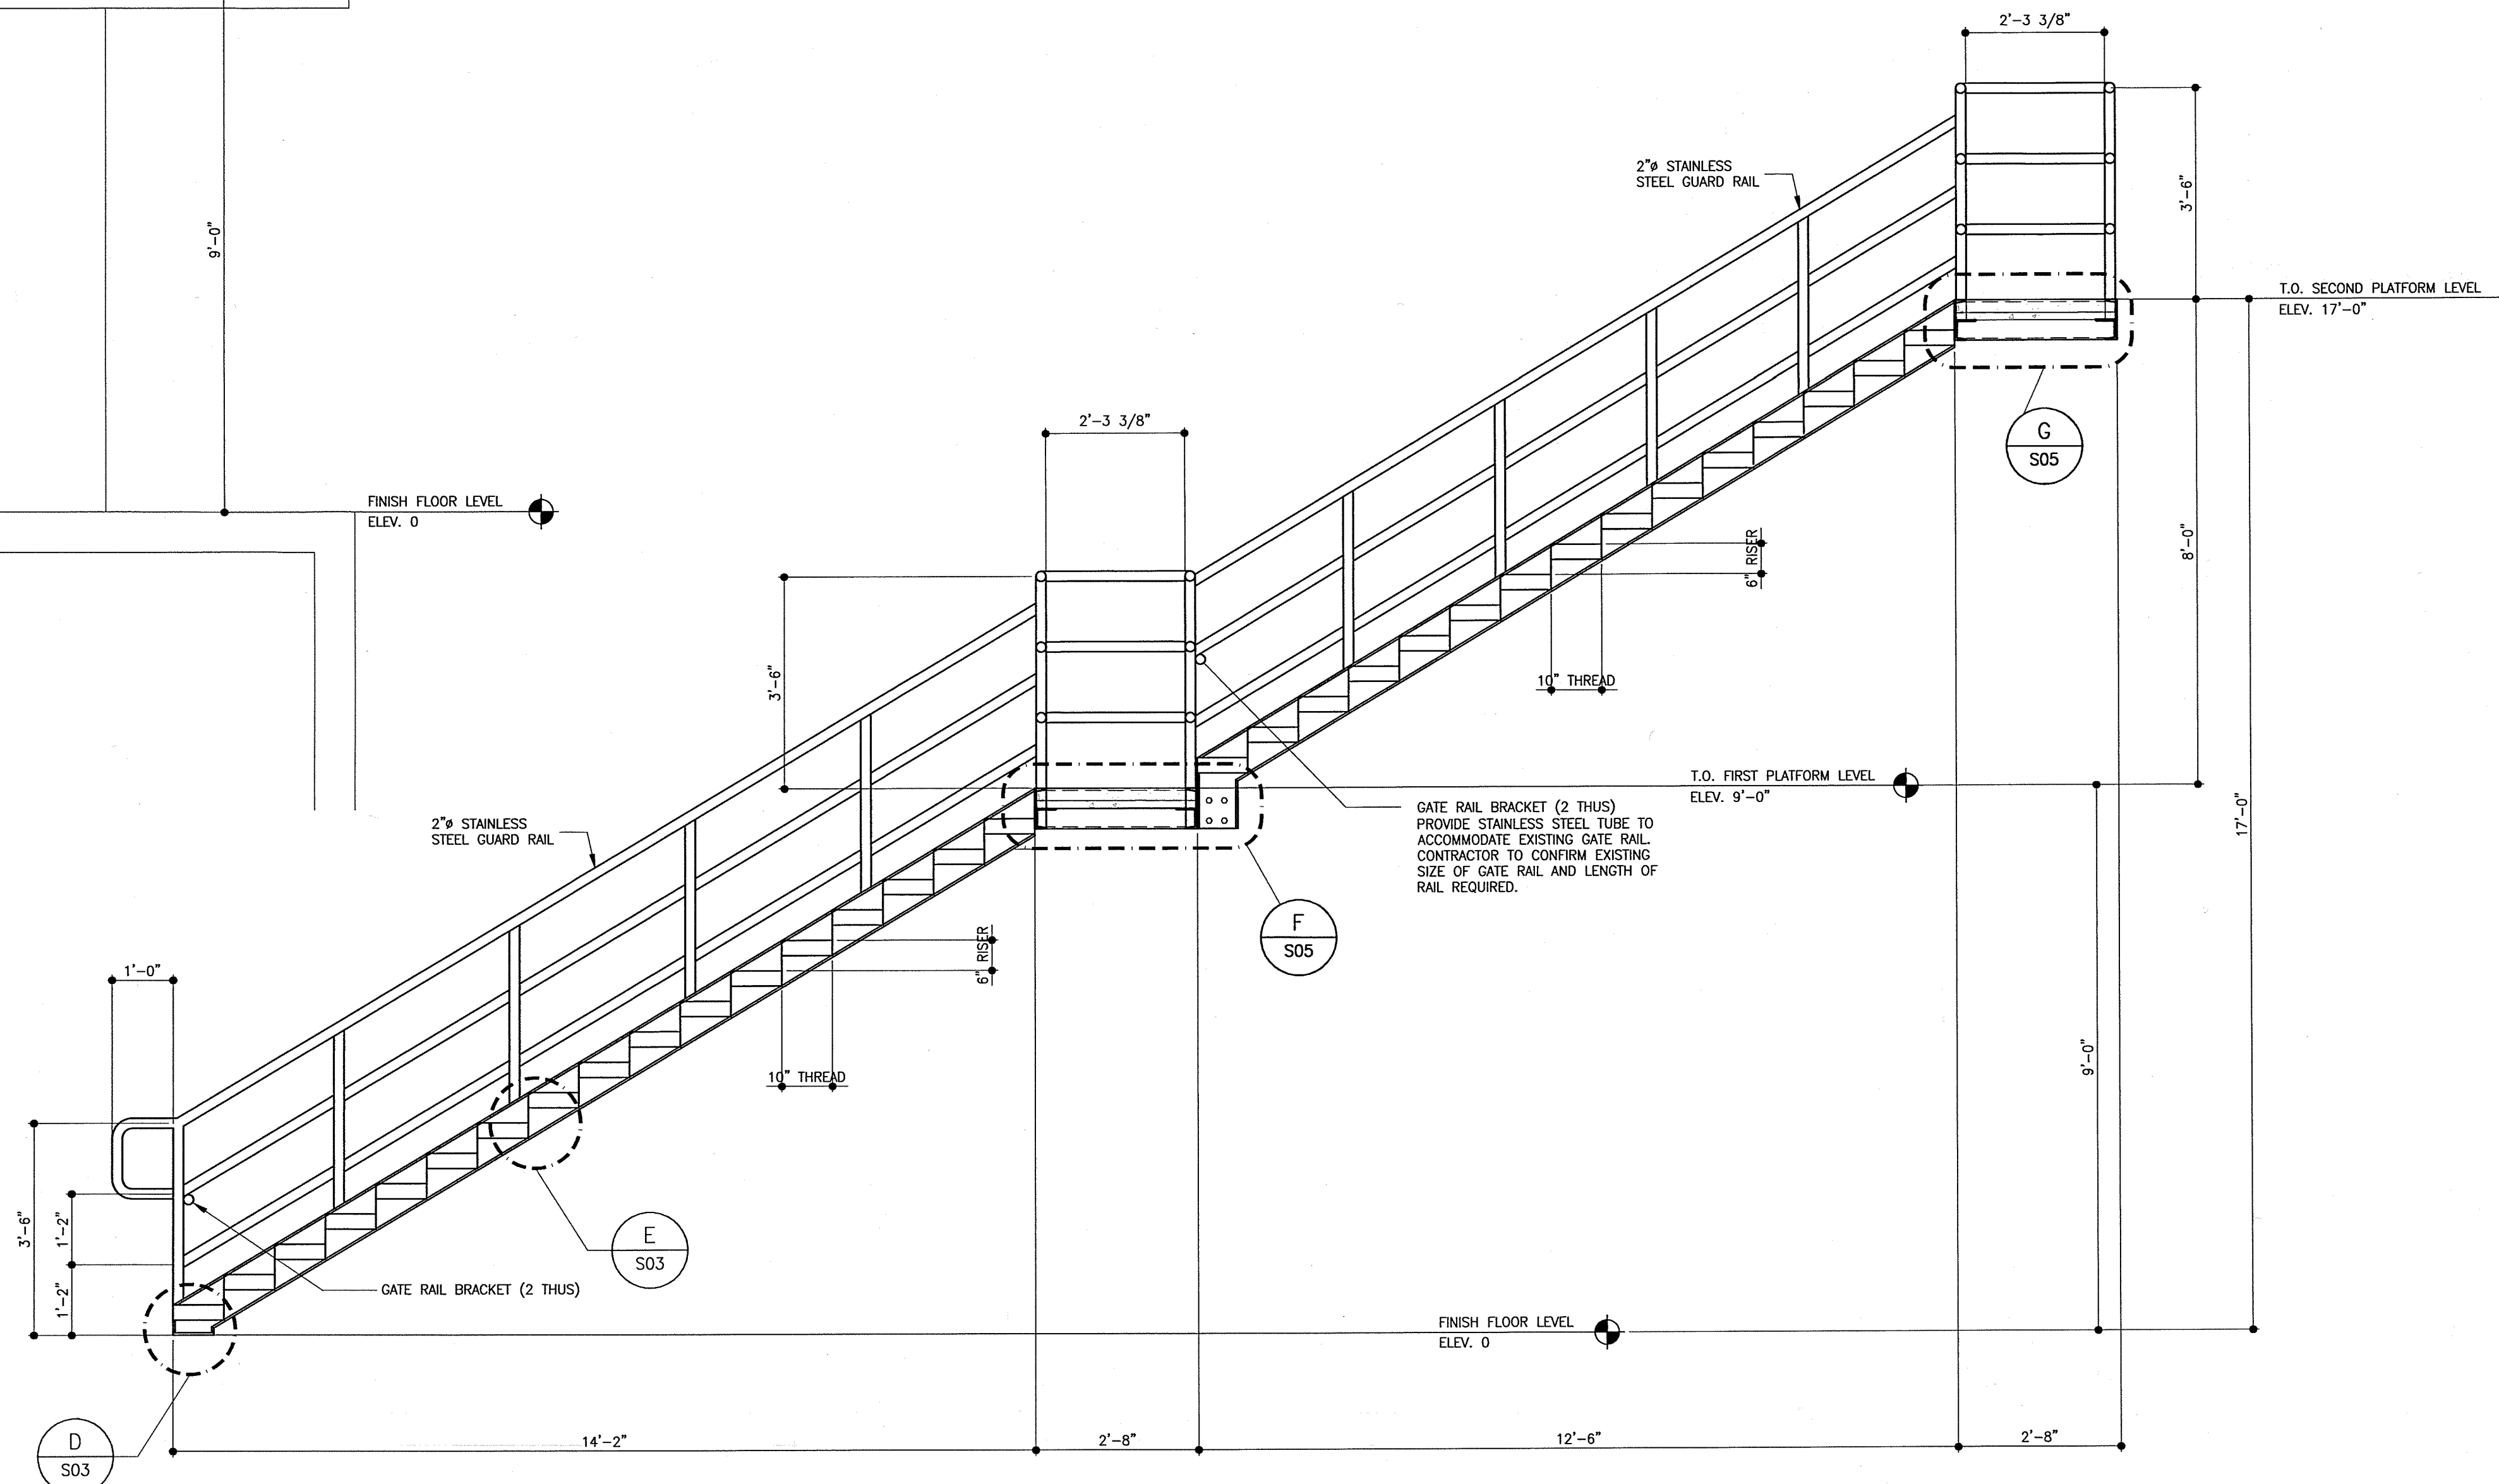 2'-3 3/8"
2"ø STAINLESS
STEEL GUARD RAIL
9'-0"
3'-6"
T.O. SECOND PLATFORM LEVEL
ELEV. 17'-0"
2'-3 3/8"
G
S05
FINISH FLOOR LEVEL
ELEV. 0
6" RISER
8'-0"
3'-6"
10" THREAD
T.O. FIRST PLATFORM LEVEL
ELEV. 9'-0"
17'-0"
GATE RAIL BRACKET (2 THUS)
PROVIDE STAINLESS STEEL TUBE TO
ACCOMMODATE EXISTING GATE RAIL.
CONTRACTOR TO CONFIRM EXISTING
SIZE OF GATE RAIL AND LENGTH OF
RAIL REQUIRED.
2"ø STAINLESS
STEEL GUARD RAIL
F
S05
6" RISER
1'-0"
9'-0"
10" THREAD
3'-6"
1'-2"
1'-2"
E
S03
GATE RAIL BRACKET (2 THUS)
FINISH FLOOR LEVEL
ELEV. 0
D
S03
14'-2"
2'-8"
12'-6"
2'-8"